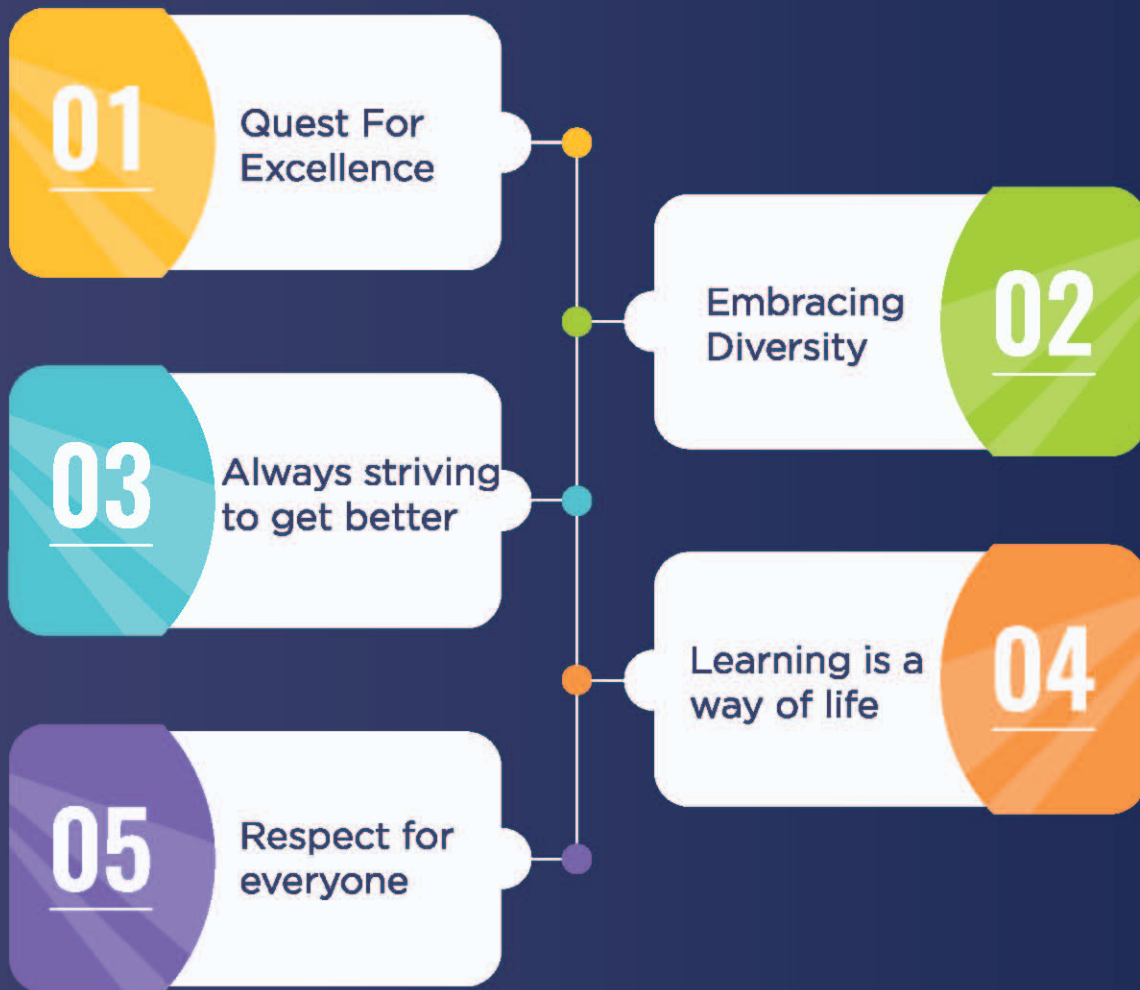 01
Quest For
Excellence
02
Embracing
Diversity
03
Always striving
to get better
04
Learning is a
way of life
05
Respect for
everyone